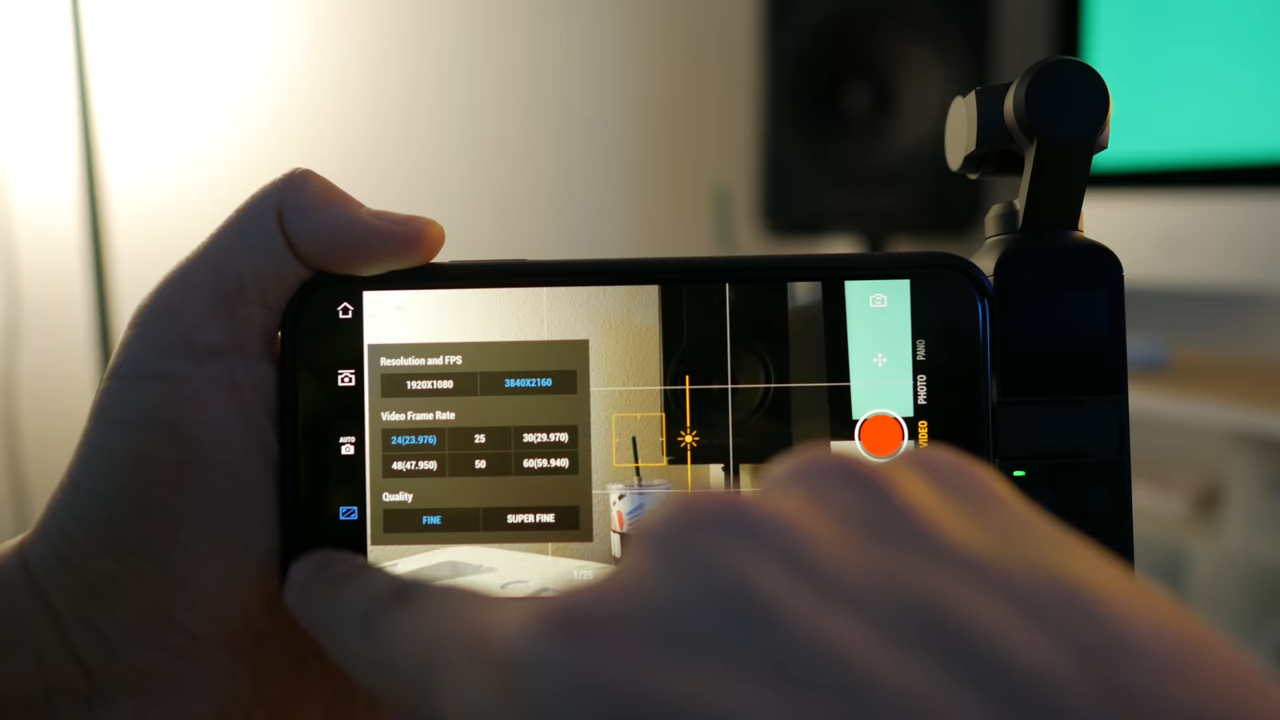 AUTO
Resolution and FPS
1920X1080 3840X2160
Video Frame Rate
24(23.976) 25 30(29.970)
48(47.950) 50 60(59.940)
Quality
FINE SUPER FINE
1/25
PANO
PHOTO
VIDEO